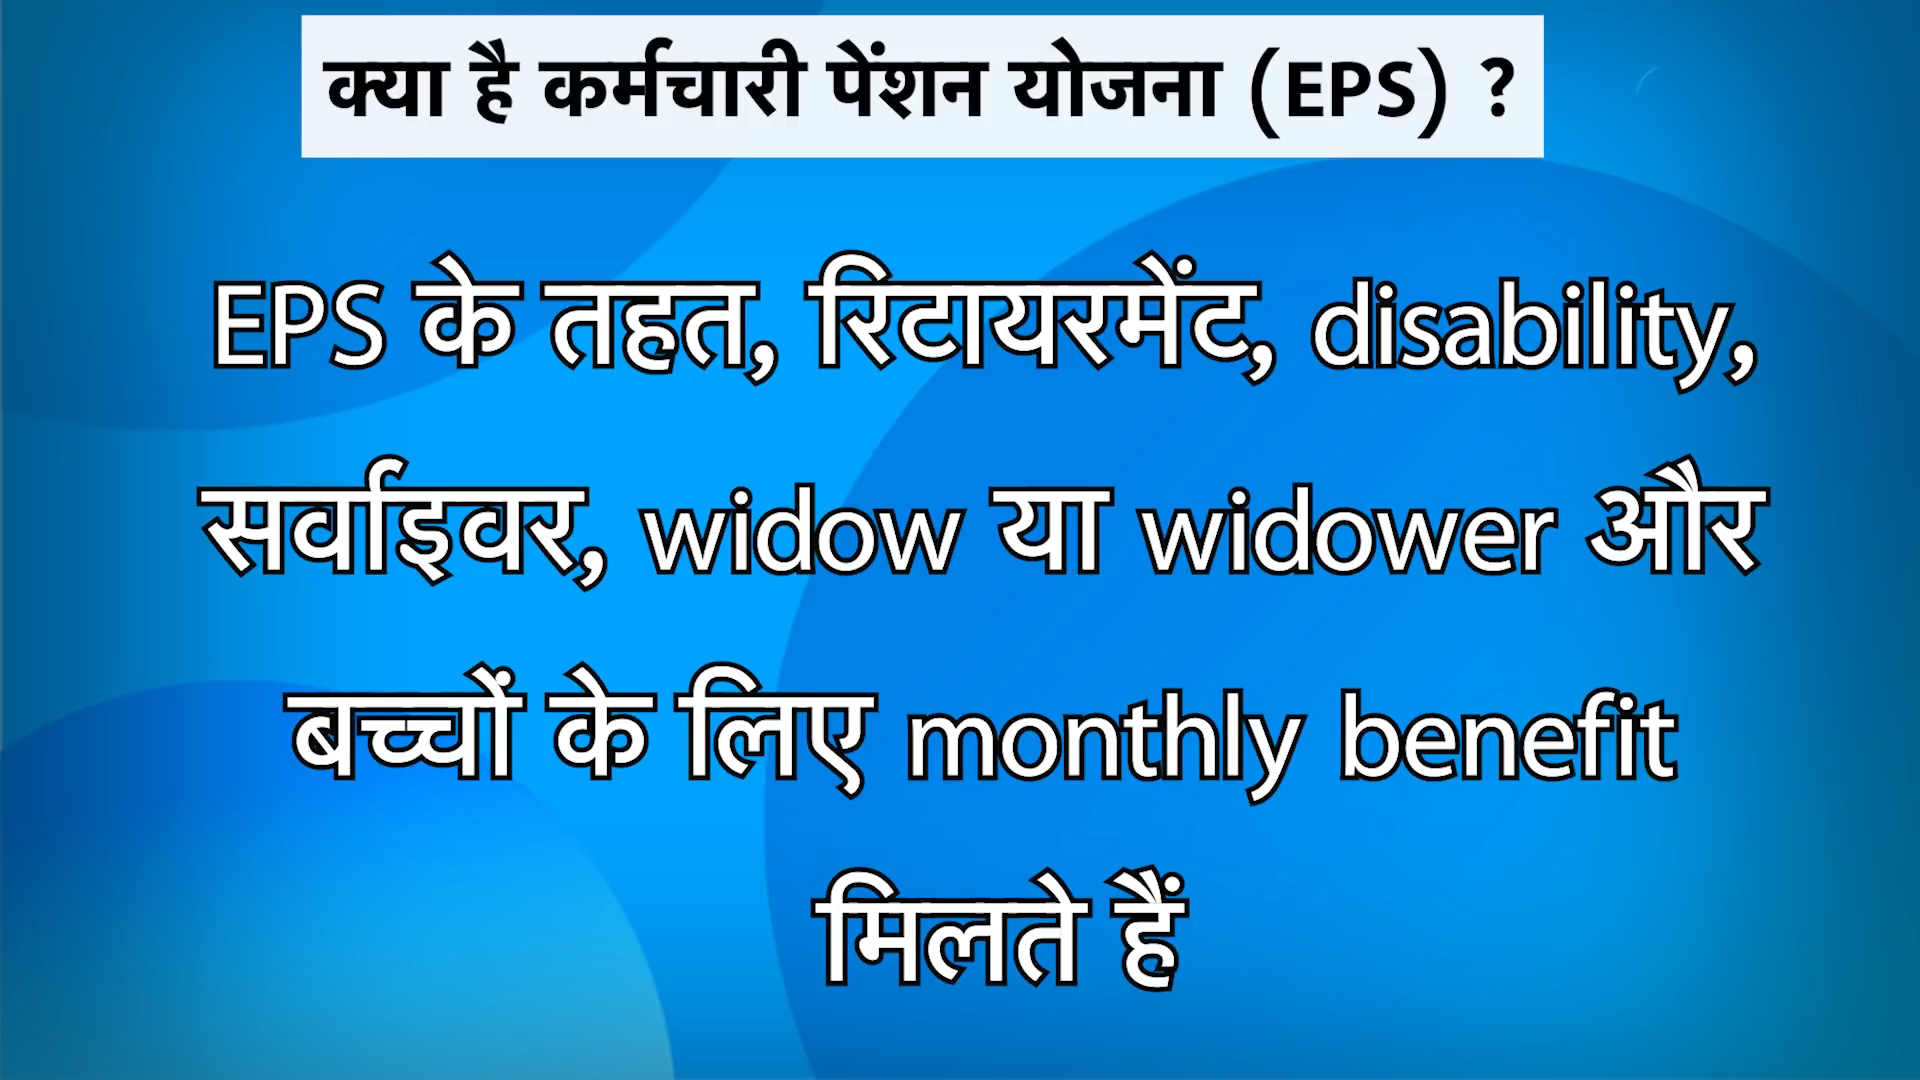 क्या है कर्मचारी पेंशन योजना (EPS) ?
EPS के तहत, रिटायरमेंट, disability,
सर्वाइवर, widow या widower और
बच्चों के लिए monthly benefit
मिलते हैं